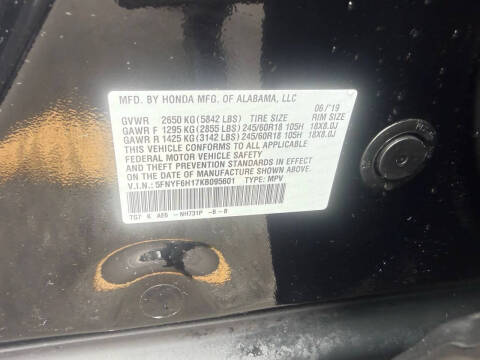 MFD. BY HONDA MFG. OF ALABAMA, LLC 06/'19
GVWR 2650 KG (5842 LBS) TIRE SIZE RIM SIZE
GAWR F 1295 KG (2855 LBS) 245/60R18 105H 18X8.0J
GAWR R 1425 KG (3142 LBS) 245/60R18 105H 18X8.0J
THIS VEHICLE CONFORMS TO ALL APPLICABLE
FEDERAL MOTOR VEHICLE SAFETY
AND THEFT PREVENTION STANDARDS IN EFFECT
ON THE DATE OF MANUFACTURE SHOWN ABOVE.
V.I.N.: 5FNYF6H17KB095601 TYPE: MPV
TG7 K AE6 -NH731P -B-B